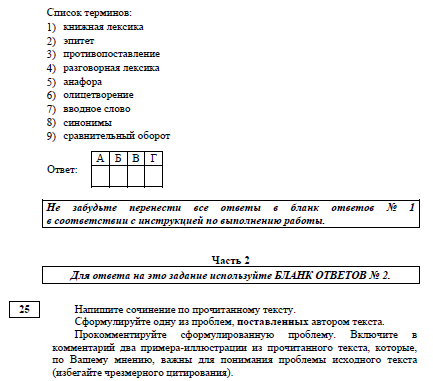 Список терминов:
1) книжная лексика
2) эпитет
3) противопоставление
4) разговорная лексика
5) анафора
6) олицетворение
7) вводное слово
8) синонимы
9) сравнительный оборот
А Б В Г
Ответ:
Не забудьте перенести все ответы в бланк ответов № 1
в соответствии с инструкцией по выполнению работы.
Часть 2
Для ответа на это задание используйте БЛАНК ОТВЕТОВ № 2.
25 Напишите сочинение по прочитанному тексту.
Сформулируйте одну из проблем, поставленных автором текста.
Прокомментируйте сформулированную проблему. Включите в
комментарий два примера-иллюстрации из прочитанного текста, которые,
по Вашему мнению, важны для понимания проблемы исходного текста
(избегайте чрезмерного цитирования).